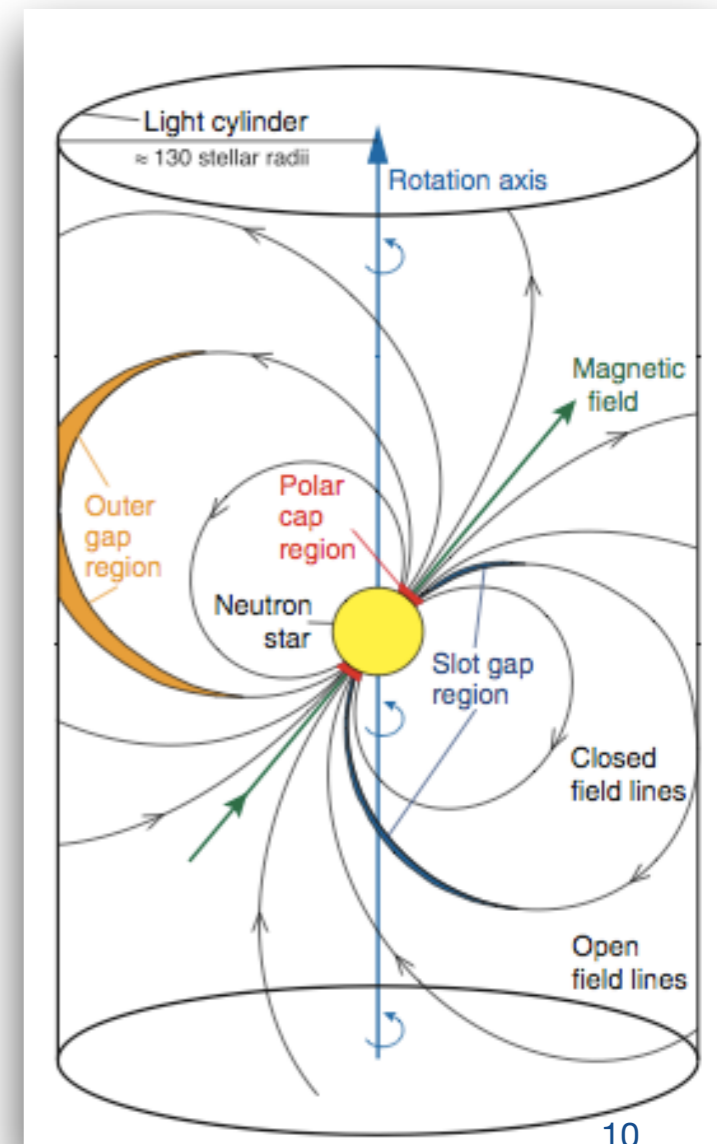 Light cylinder
≈ 130 stellar radii
Rotation axis
Magnetic
field
Outer
gap
region
Polar
cap
region
Neutron
star
Slot gap
region
Closed
field lines
Open
field lines
10